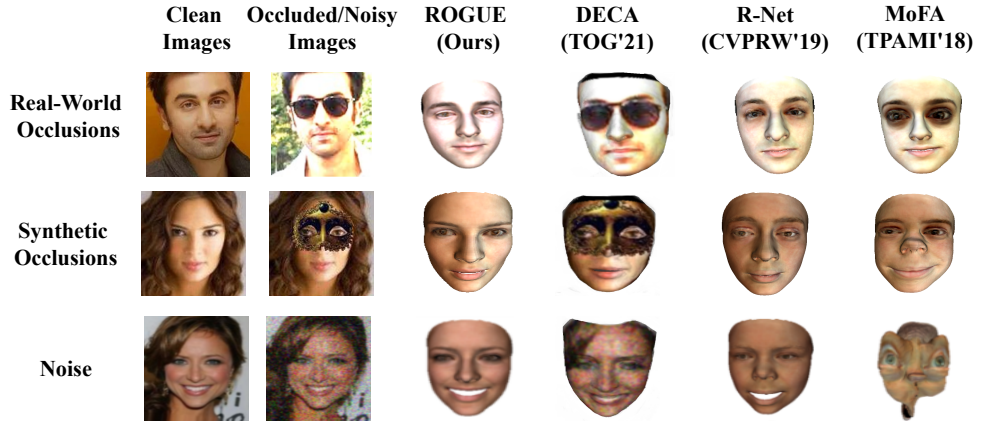 Clean Images
Occluded/Noisy Images
ROGUE (Ours)
DECA (TOG'21)
R-Net (CVPRW'19)
MoFA (TPAMI'18)
Real-World Occlusions
Synthetic Occlusions
Noise